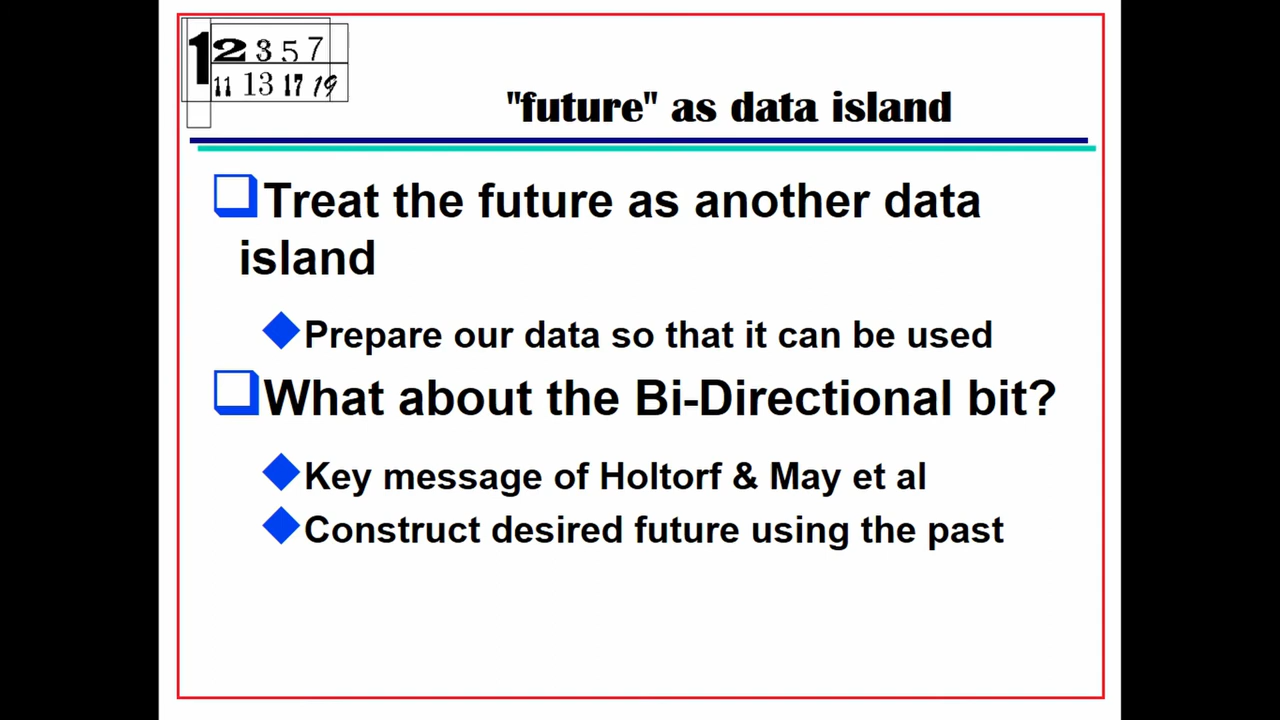 12 3 5 7
11 13 17 19
"future" as data island
Treat the future as another data
island
Prepare our data so that it can be used
What about the Bi-Directional bit?
Key message of Holtorf & May et al
Construct desired future using the past